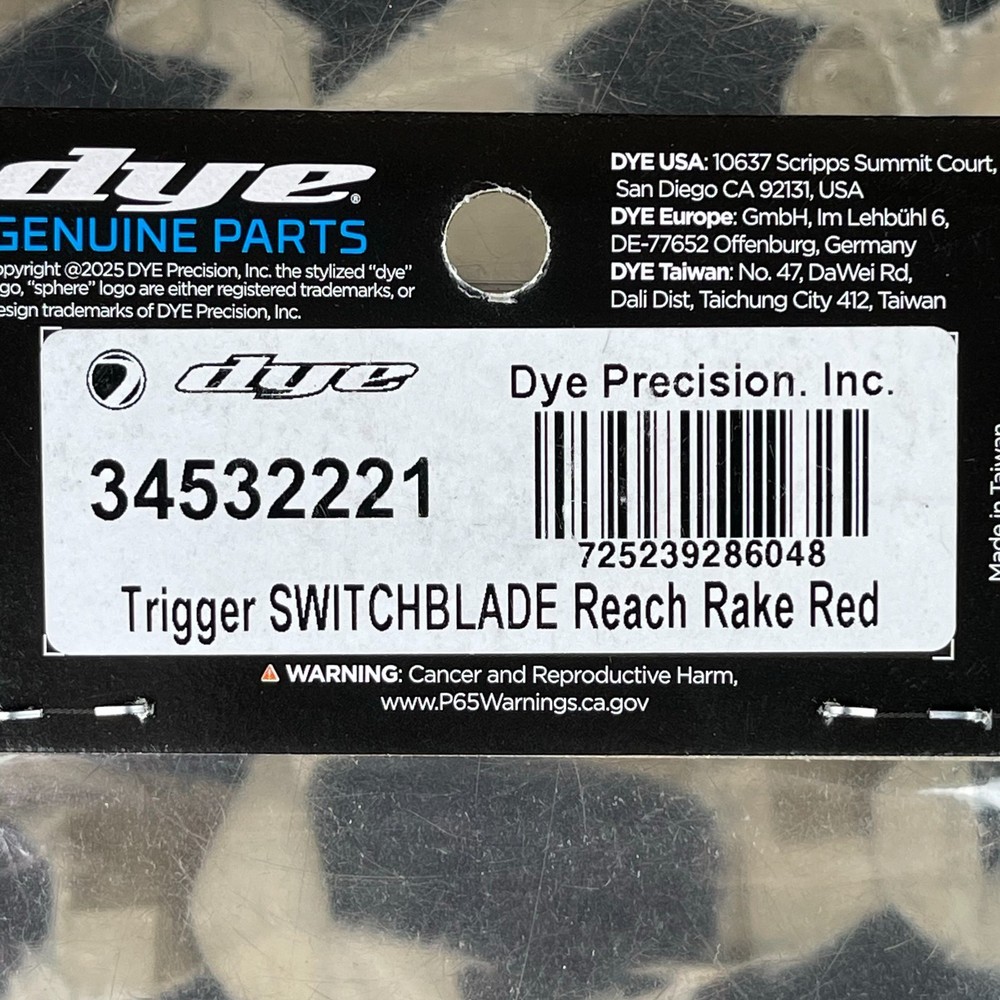 dye®
GENUINE PARTS
opyright @2025 DYE Precision, Inc. the stylized "dye"
go, "sphere" logo are either registered trademarks, or
esign trademarks of DYE Precision, Inc.
DYE USA: 10637 Scripps Summit Court,
San Diego CA 92131, USA
DYE Europe: GmbH, Im Lehbühl 6,
DE-77652 Offenburg, Germany
DYE Taiwan: No. 47, DaWei Rd,
Dali Dist, Taichung City 412, Taiwan
dye
Dye Precision. Inc.
34532221
725239286048
Trigger SWITCHBLADE Reach Rake Red
WARNING: Cancer and Reproductive Harm,
www.P65Warnings.ca.gov
Made in Taiwan